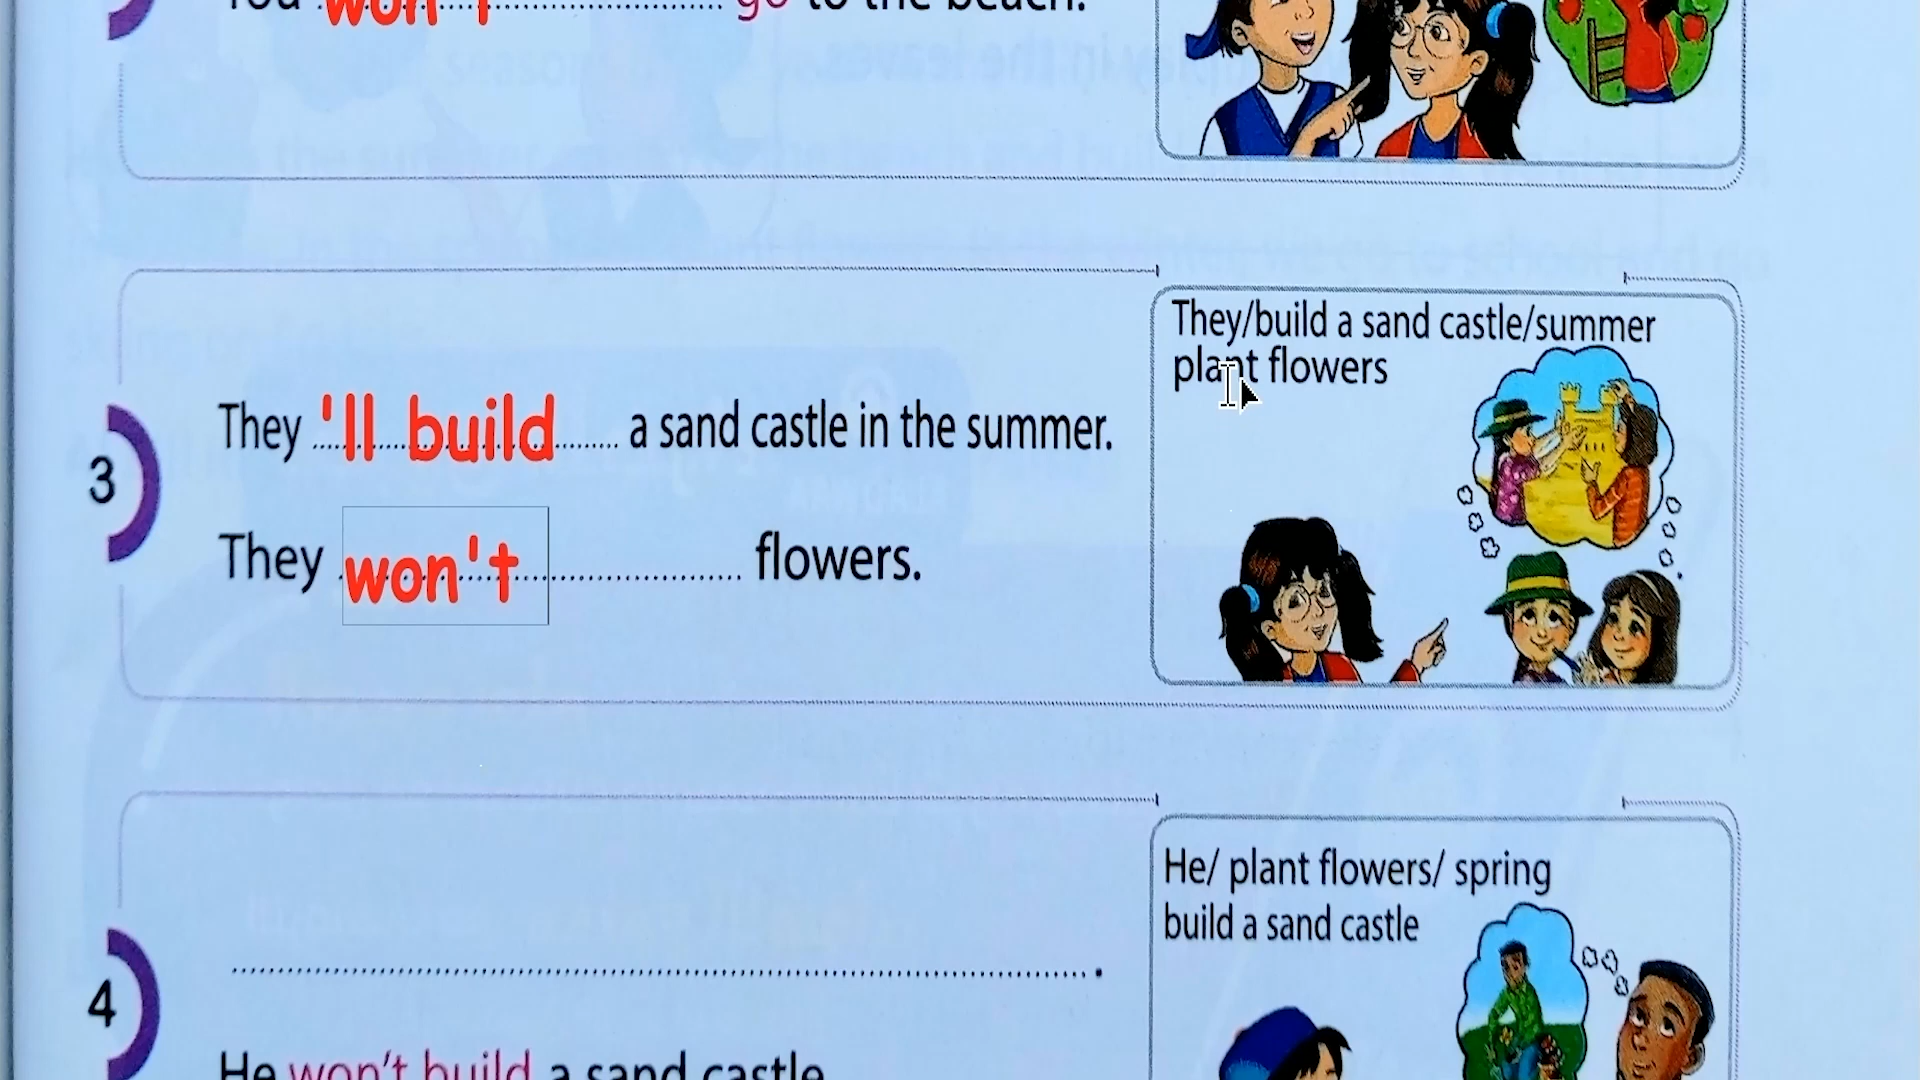 You won't go to the beach.
They/build a sand castle/summer
plant flowers
They 'll build a sand castle in the summer.
3
They won't flowers.
He/ plant flowers/ spring
build a sand castle
4
He won't build a sand castle